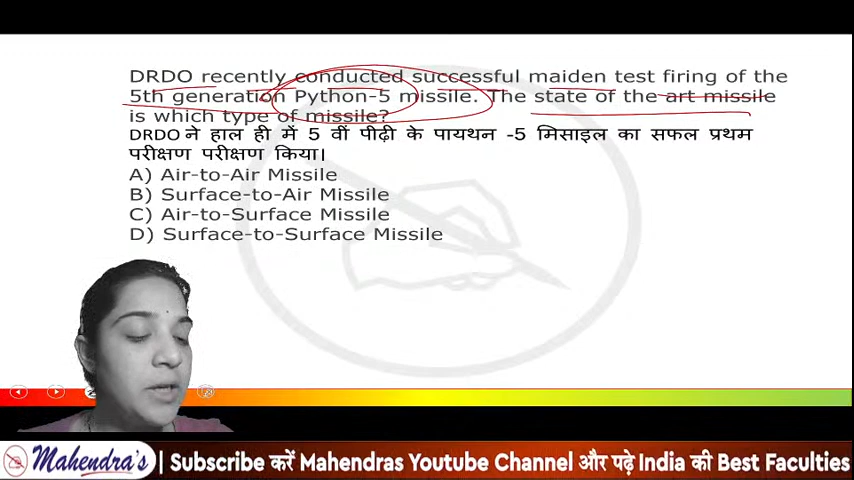 DRDO recently conducted successful maiden test firing of the
5th generation Python-5 missile. The state of the art missile
is which type of missile?
DRDO ने हाल ही में 5 वीं पीढ़ी के पायथन -5 मिसाइल का सफल प्रथम
परीक्षण परीक्षण किया।
A) Air-to-Air Missile
B) Surface-to-Air Missile
C) Air-to-Surface Missile
D) Surface-to-Surface Missile
Mahendra's | Subscribe करें Mahendras Youtube Channel और पढ़े India की Best Faculties